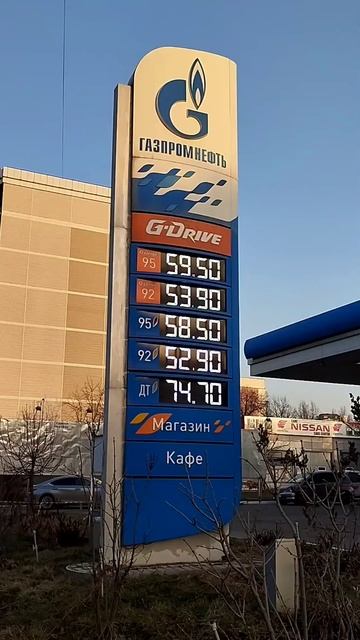 ГАЗПРОМНЕФТЬ
G-DRIVE
95 59.50
92 53.90
95 58.50
92 52.90
ДТ 74.70
Магазин
Кафе
NISSAN